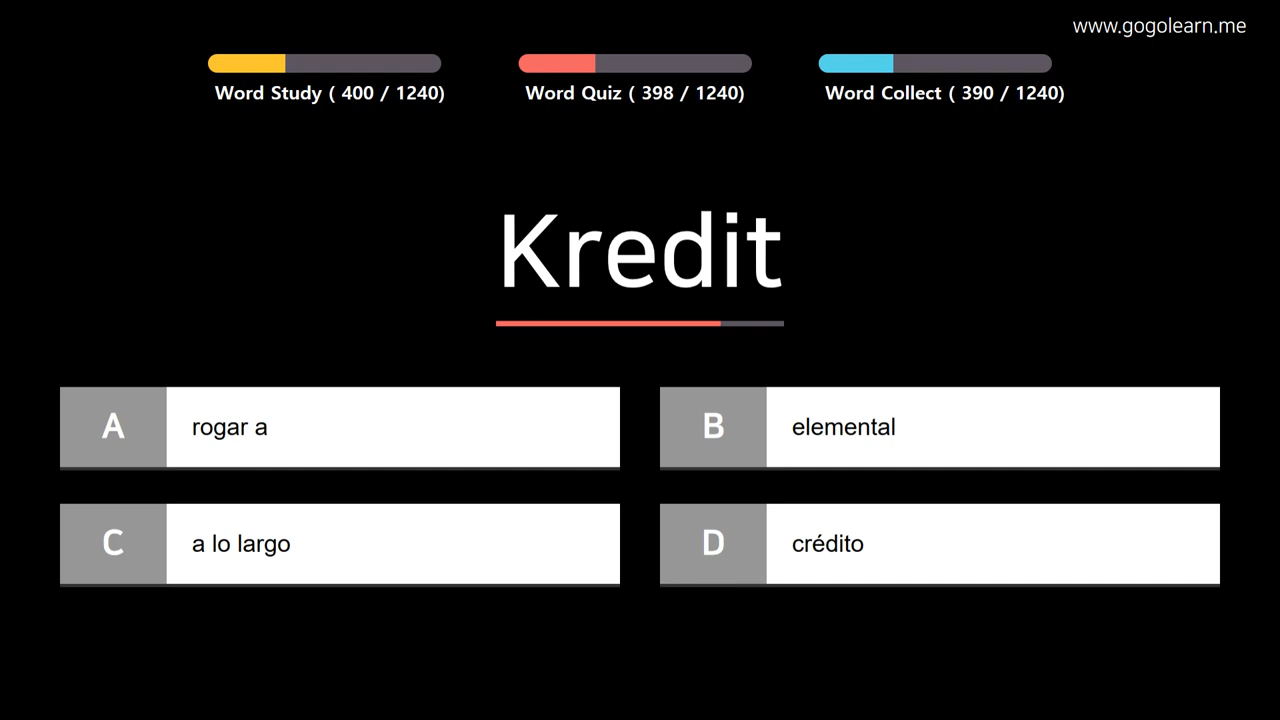 www.gogolearn.me
Word Study ( 400 / 1240)
Word Quiz ( 398 / 1240)
Word Collect ( 390 / 1240)
Kredit
A
rogar a
B
elemental
C
a lo largo
D
crédito